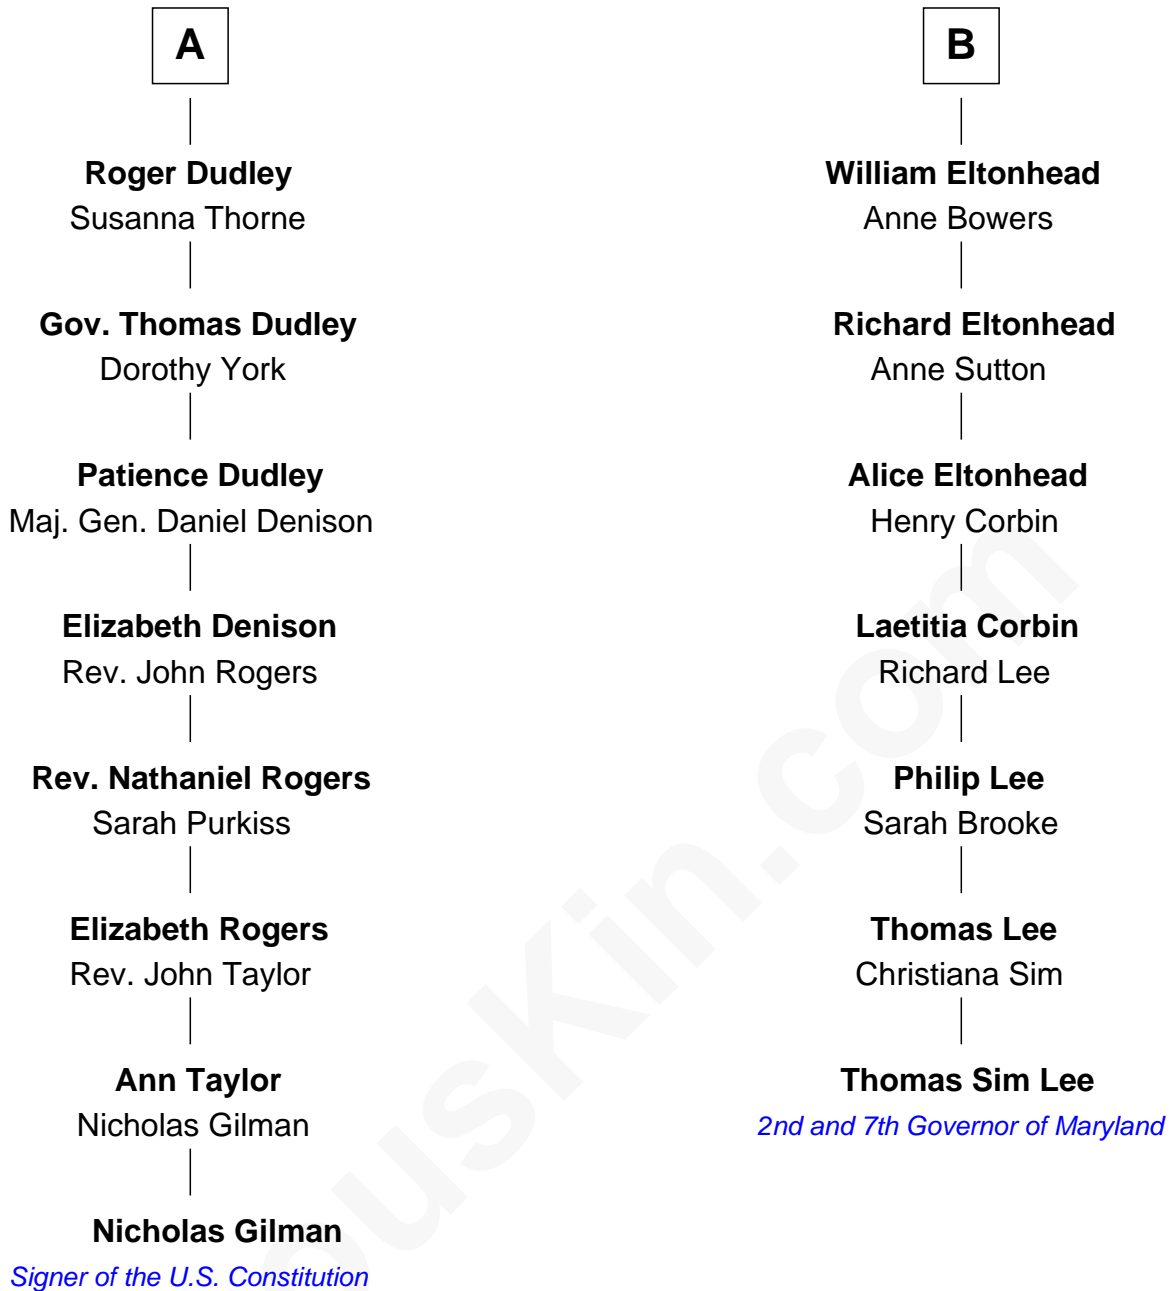 A
Roger Dudley
Susanna Thorne
Gov. Thomas Dudley
Dorothy York
Patience Dudley
Maj. Gen. Daniel Denison
Elizabeth Denison
Rev. John Rogers
Rev. Nathaniel Rogers
Sarah Purkiss
Elizabeth Rogers
Rev. John Taylor
Ann Taylor
Nicholas Gilman
Nicholas Gilman
Signer of the U.S. Constitution
B
William Eltonhead
Anne Bowers
Richard Eltonhead
Anne Sutton
Alice Eltonhead
Henry Corbin
Laetitia Corbin
Richard Lee
Philip Lee
Sarah Brooke
Thomas Lee
Christiana Sim
Thomas Sim Lee
2nd and 7th Governor of Maryland
ousKin.com